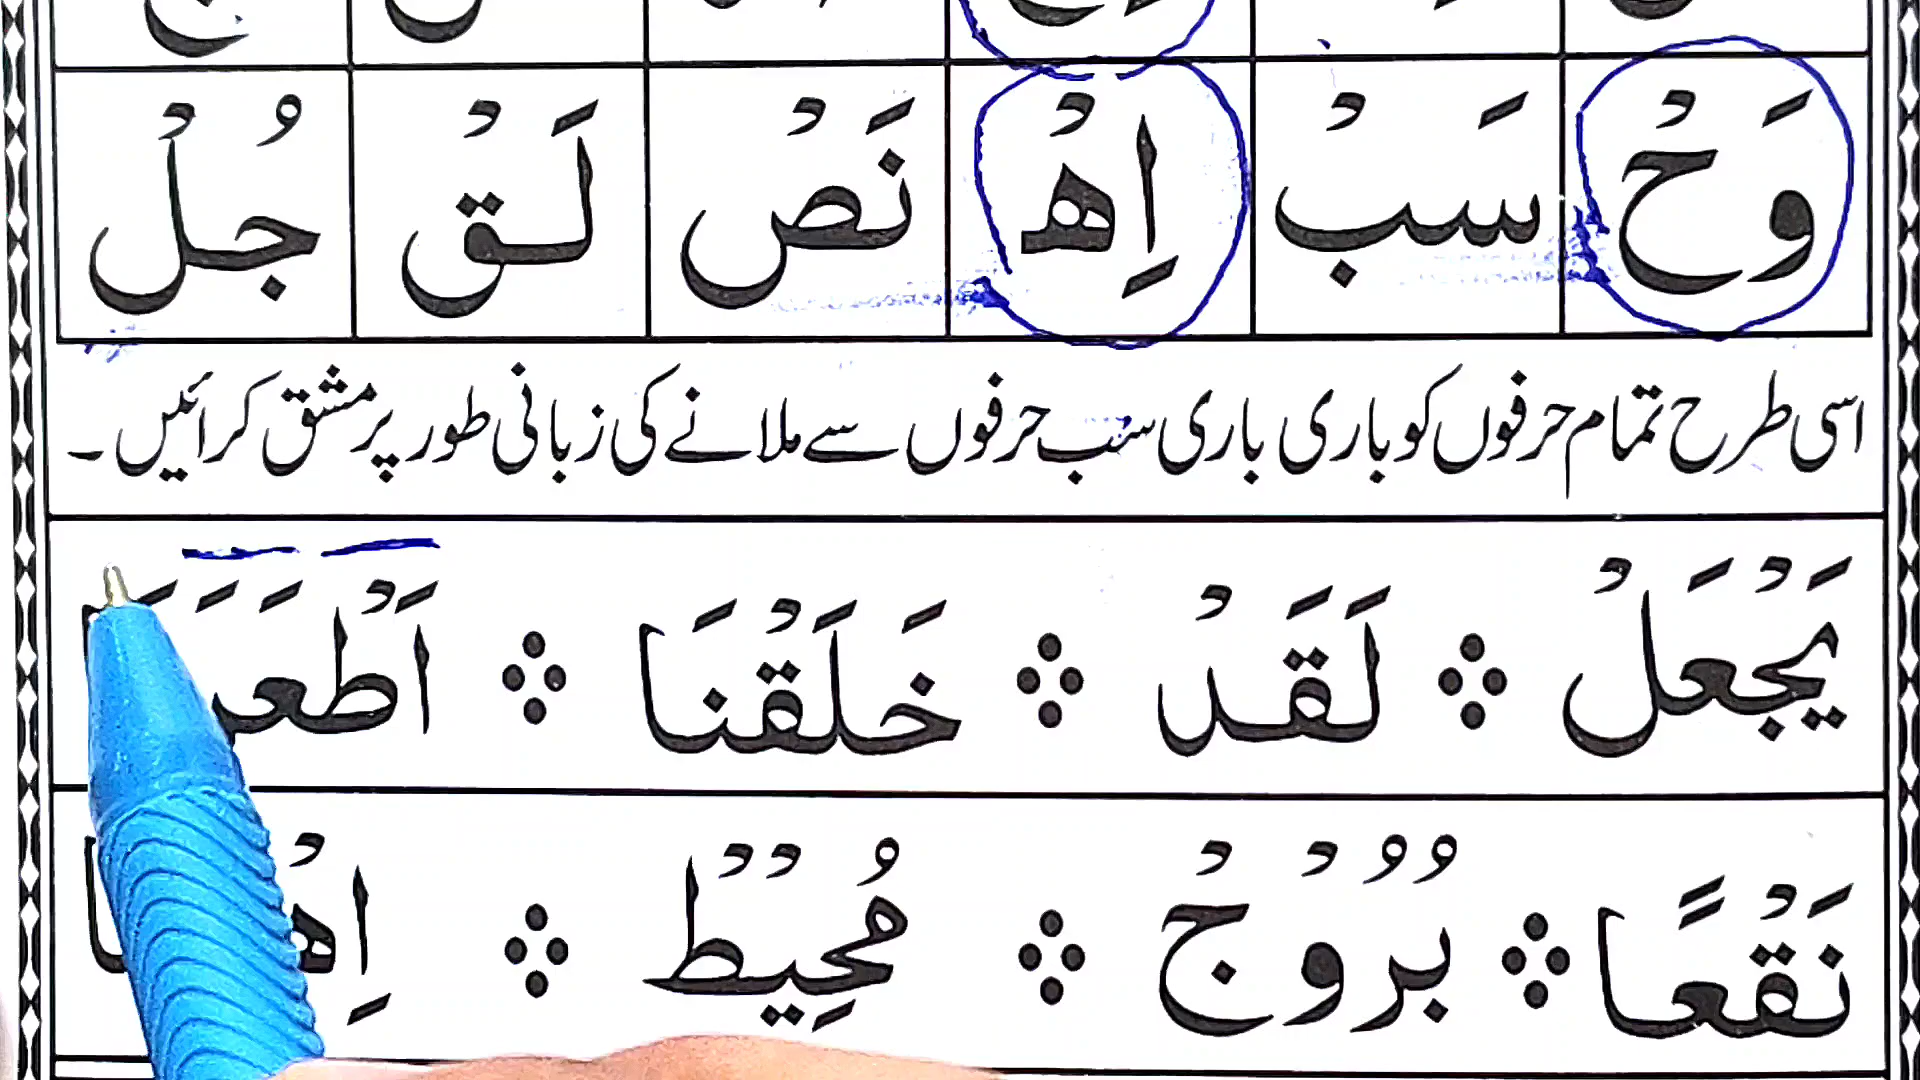 وَحْ سَبْ اِهْ نَصْ لَقْ جُلْ
اسی طرح تمام حرفوں کو باری باری سب حرفوں سے ملانے کی زبانی طور پر مشق کرائیں۔
يَجْعَلْ لَقَدْ خَلَقْنَا
نَقْعًا بُرُوْجْ مُحِيْطْ